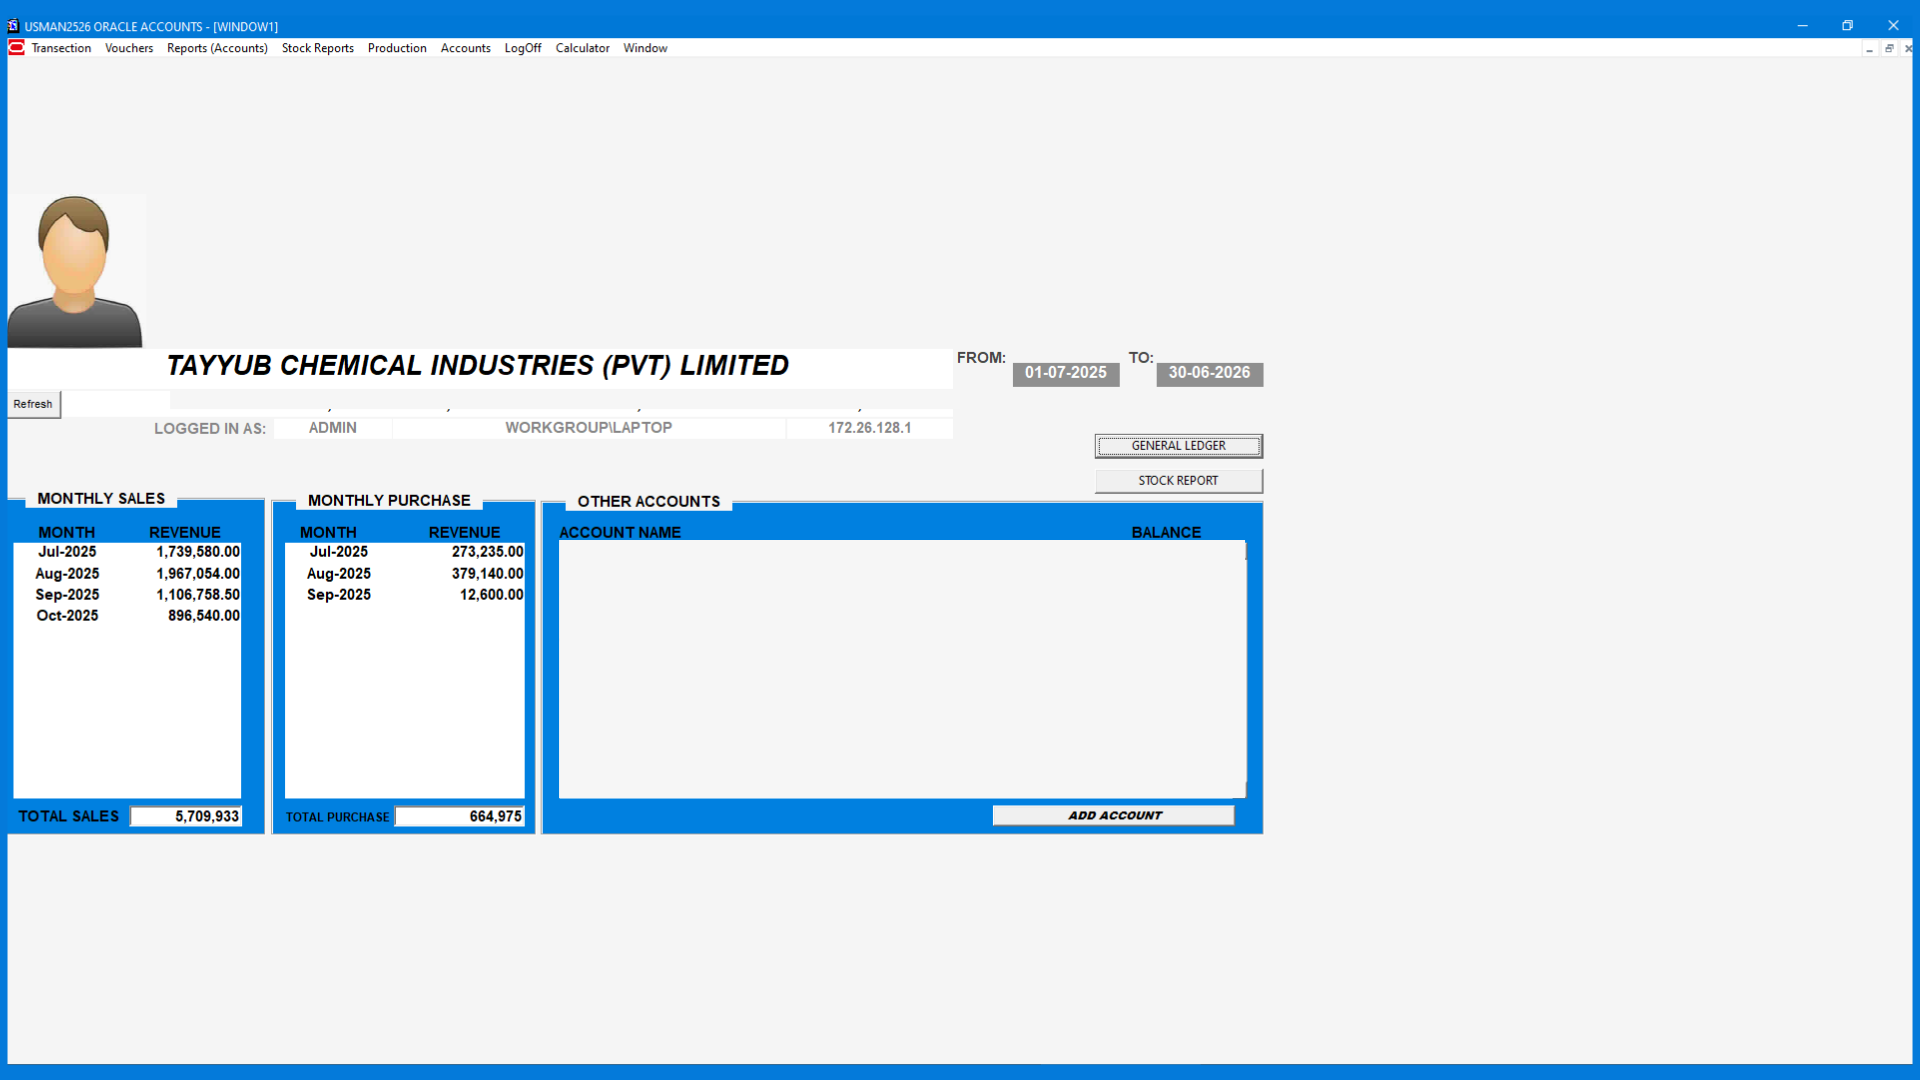 USMAN2526 ORACLE ACCOUNTS - [WINDOW1]
Transection Vouchers Reports (Accounts) Stock Reports Production Accounts LogOff Calculator Window
TAYYUB CHEMICAL INDUSTRIES (PVT) LIMITED
FROM: 01-07-2025 TO: 30-06-2026
Refresh
LOGGED IN AS: ADMIN WORKGROUP\LAPTOP 172.26.128.1
GENERAL LEDGER
STOCK REPORT
MONTHLY SALES
MONTH REVENUE
Jul-2025 1,739,580.00
Aug-2025 1,967,054.00
Sep-2025 1,106,758.50
Oct-2025 896,540.00
TOTAL SALES 5,709,933
MONTHLY PURCHASE
MONTH REVENUE
Jul-2025 273,235.00
Aug-2025 379,140.00
Sep-2025 12,600.00
TOTAL PURCHASE 664,975
OTHER ACCOUNTS
ACCOUNT NAME BALANCE
ADD ACCOUNT